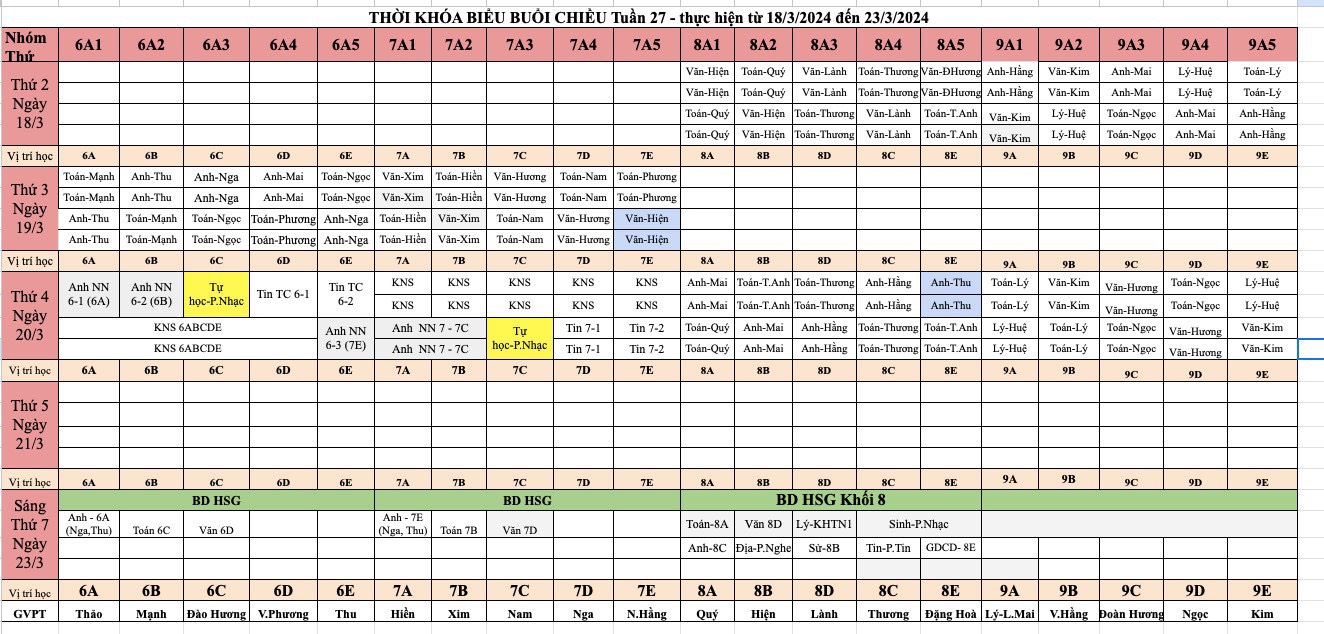 THỜI KHÓA BIỂU BUỔI CHIỀU Tuần 27 - thực hiện từ 18/3/2024 đến 23/3/2024
Nhóm Thứ 6A1 6A2 6A3 6A4 6A5 7A1 7A2 7A3 7A4 7A5 8A1 8A2 8A3 8A4 8A5 9A1 9A2 9A3 9A4 9A5
Thứ 2 Ngày 18/3
Văn-Hiện Toán-Quý Văn-Lành Toán-Thương Văn-ĐHương Anh-Hằng Văn-Kim Anh-Mai Lý-Huệ Toán-Lý
Văn-Hiện Toán-Quý Văn-Lành Toán-Thương Văn-ĐHương Anh-Hằng Văn-Kim Anh-Mai Lý-Huệ Toán-Lý
Toán-Quý Văn-Hiện Toán-Thương Văn-Lành Toán-T.Anh Văn-Kim Lý-Huệ Toán-Ngọc Anh-Mai Anh-Hằng
Toán-Quý Văn-Hiện Toán-Thương Văn-Lành Toán-T.Anh Văn-Kim Lý-Huệ Toán-Ngọc Anh-Mai Anh-Hằng
Vị trí học 6A 6B 6C 6D 6E 7A 7B 7C 7D 7E 8A 8B 8D 8C 8E 9A 9B 9C 9D 9E
Thứ 3 Ngày 19/3
Toán-Mạnh Anh-Thu Anh-Nga Anh-Mai Toán-Ngọc Văn-Xim Toán-Hiền Văn-Hương Toán-Nam Toán-Phương
Toán-Mạnh Anh-Thu Anh-Nga Anh-Mai Toán-Ngọc Văn-Xim Toán-Hiền Văn-Hương Toán-Nam Toán-Phương
Anh-Thu Toán-Mạnh Toán-Ngọc Toán-Phương Anh-Nga Toán-Hiền Văn-Xim Toán-Nam Văn-Hương Văn-Hiện
Anh-Thu Toán-Mạnh Toán-Ngọc Toán-Phương Anh-Nga Toán-Hiền Văn-Xim Toán-Nam Văn-Hương Văn-Hiện
Vị trí học 6A 6B 6C 6D 6E 7A 7B 7C 7D 7E 8A 8B 8D 8C 8E 9A 9B 9C 9D 9E
Thứ 4 Ngày 20/3
Anh NN 6-1 (6A) Anh NN 6-2 (6B) Tự học-P.Nhạc Tin TC 6-1 Tin TC 6-2 KNS KNS KNS KNS KNS Anh-Mai Toán-T.Anh Toán-Thương Anh-Hằng Anh-Thu Toán-Lý Văn-Kim Văn-Hương Toán-Ngọc Lý-Huệ
KNS KNS KNS KNS KNS Anh-Mai Toán-T.Anh Toán-Thương Anh-Hằng Anh-Thu Toán-Lý Văn-Kim Văn-Hương Toán-Ngọc Lý-Huệ
KNS 6ABCDE Anh NN 6-3 (7E) Anh NN 7 - 7C Tự học-P.Nhạc Tin 7-1 Tin 7-2 Toán-Quý Anh-Mai Anh-Hằng Toán-Thương Toán-T.Anh Lý-Huệ Toán-Lý Toán-Ngọc Văn-Hương Văn-Kim
KNS 6ABCDE Anh NN 7 - 7C Tin 7-1 Tin 7-2 Toán-Quý Anh-Mai Anh-Hằng Toán-Thương Toán-T.Anh Lý-Huệ Toán-Lý Toán-Ngọc Văn-Hương Văn-Kim
Vị trí học 6A 6B 6C 6D 6E 7A 7B 7C 7D 7E 8A 8B 8D 8C 8E 9A 9B 9C 9D 9E
Thứ 5 Ngày 21/3
Vị trí học 6A 6B 6C 6D 6E 7A 7B 7C 7D 7E 8A 8B 8D 8C 8E 9A 9B 9C 9D 9E
Sáng Thứ 7 Ngày 23/3
BD HSG BD HSG BD HSG Khối 8
Anh - 6A (Nga,Thu) Toán 6C Văn 6D Anh - 7E (Nga, Thu) Toán 7B Văn 7D Toán-8A Văn 8D Lý-KHTN1 Sinh-P.Nhạc
Anh-8C Địa-P.Nghe Sử-8B Tin-P.Tin GDCD- 8E
Vị trí học 6A 6B 6C 6D 6E 7A 7B 7C 7D 7E 8A 8B 8D 8C 8E 9A 9B 9C 9D 9E
GVPT Thảo Mạnh Đào Hương V.Phương Thu Hiền Xim Nam Nga N.Hằng Quý Hiện Lành Thương Đặng Hoà Lý-L.Mai V.Hằng Đoàn Hương Ngọc Kim